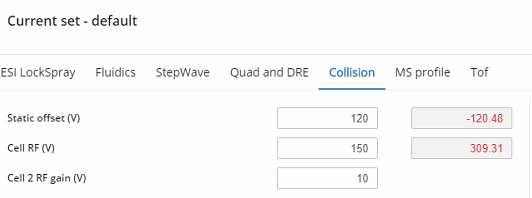 Current set - default
ESI LockSpray Fluidics StepWave Quad and DRE Collision MS profile Tof
Static offset (V) 120 -120.48
Cell RF (V) 150 309.31
Cell 2 RF gain (V) 10